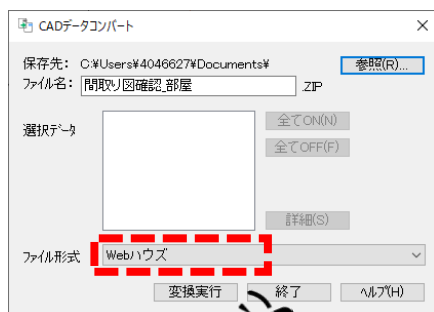 CADデータコンバート
保存先: C:¥Users¥4046627¥Documents¥ 参照(R)...
ファイル名: 間取り図確認_部屋 .ZIP
選択データ 全てON(N)
全てOFF(F)
詳細(S)
ファイル形式 Webハウズ
変換実行 終了 ヘルプ(H)